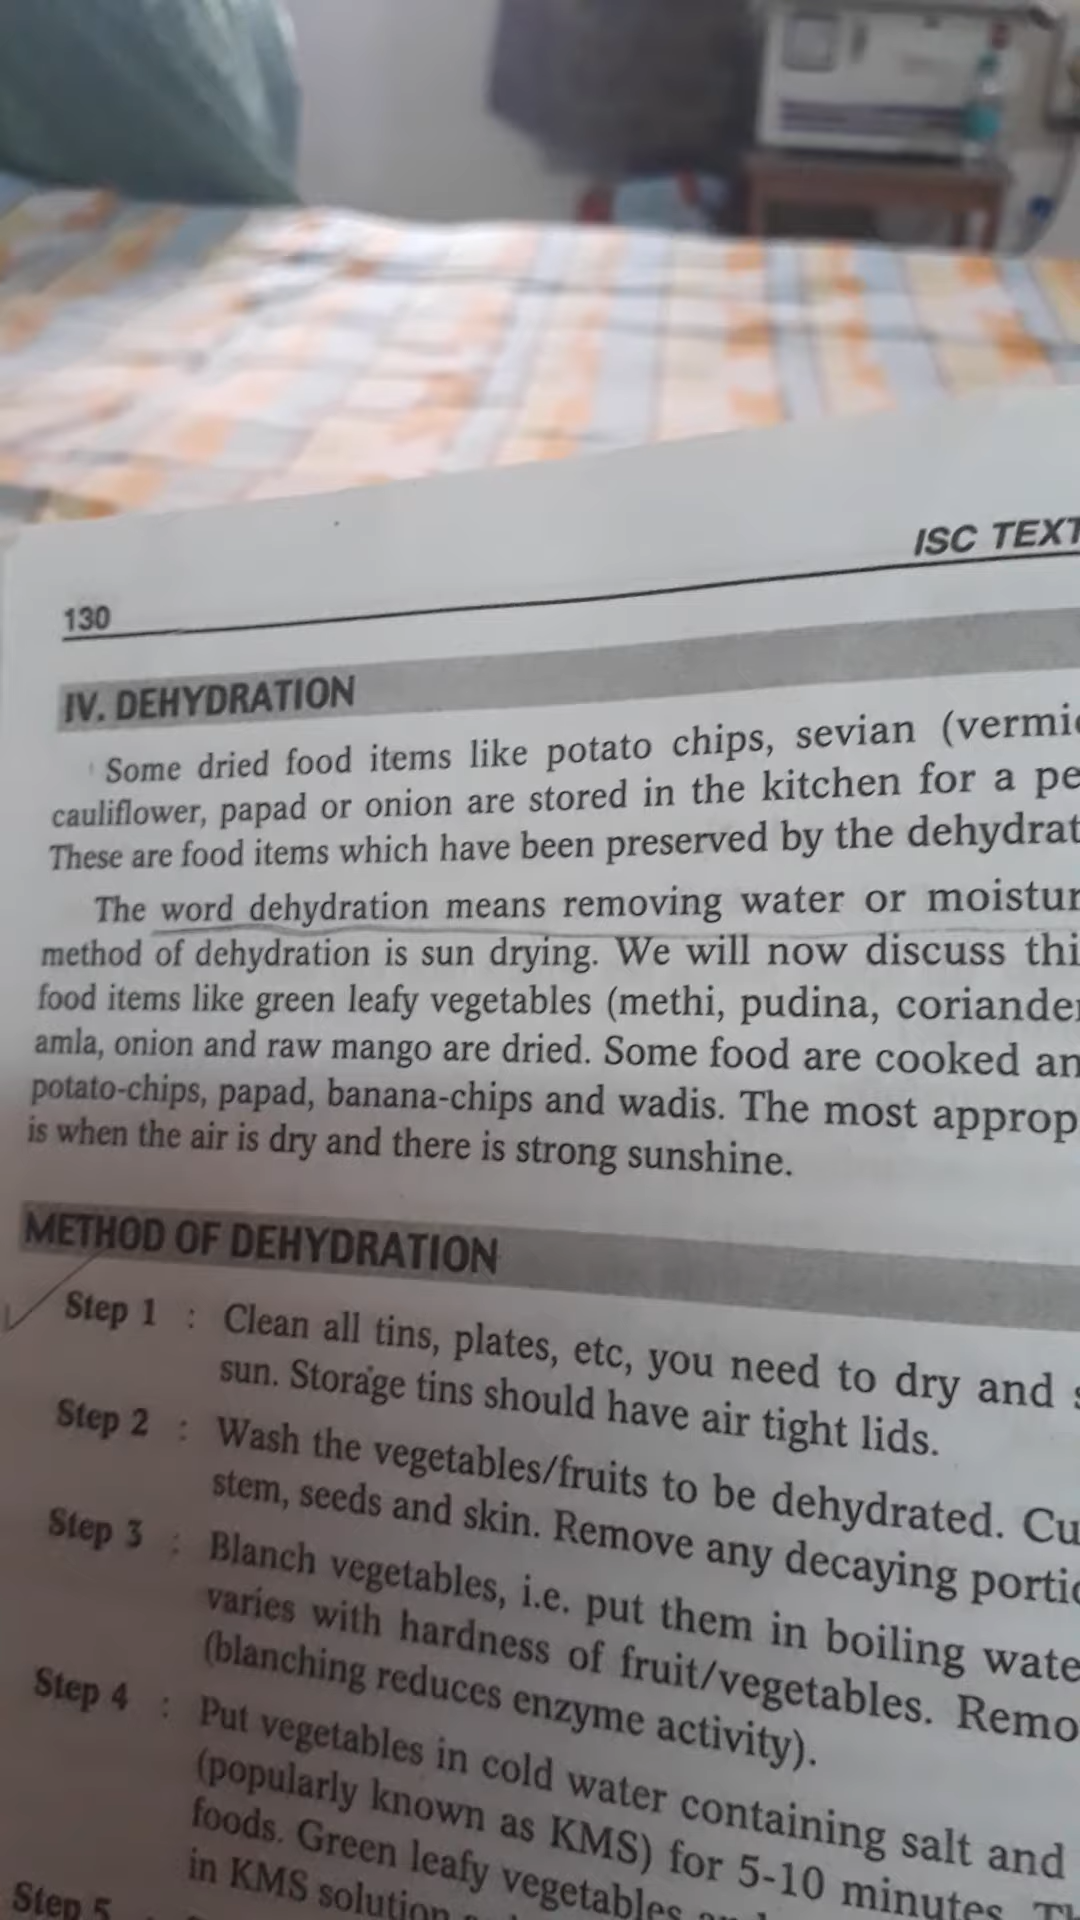 ISC TEXT
130
IV. DEHYDRATION
Some dried food items like potato chips, sevian (vermic
cauliflower, papad or onion are stored in the kitchen for a pe
These are food items which have been preserved by the dehydrat
The word dehydration means removing water or moistur
method of dehydration is sun drying. We will now discuss thi
food items like green leafy vegetables (methi, pudina, coriander
amla, onion and raw mango are dried. Some food are cooked an
potato-chips, papad, banana-chips and wadis. The most approp
is when the air is dry and there is strong sunshine.
METHOD OF DEHYDRATION
Step 1 : Clean all tins, plates, etc, you need to dry and s
sun. Storage tins should have air tight lids.
Step 2 : Wash the vegetables/fruits to be dehydrated. Cu
stem, seeds and skin. Remove any decaying portio
Step 3 : Blanch vegetables, i.e. put them in boiling wate
varies with hardness of fruit/vegetables. Remo
(blanching reduces enzyme activity).
Step 4 : Put vegetables in cold water containing salt and
(popularly known as KMS) for 5-10 minutes. Th
foods. Green leafy vegetables
in KMS solution
Step 5